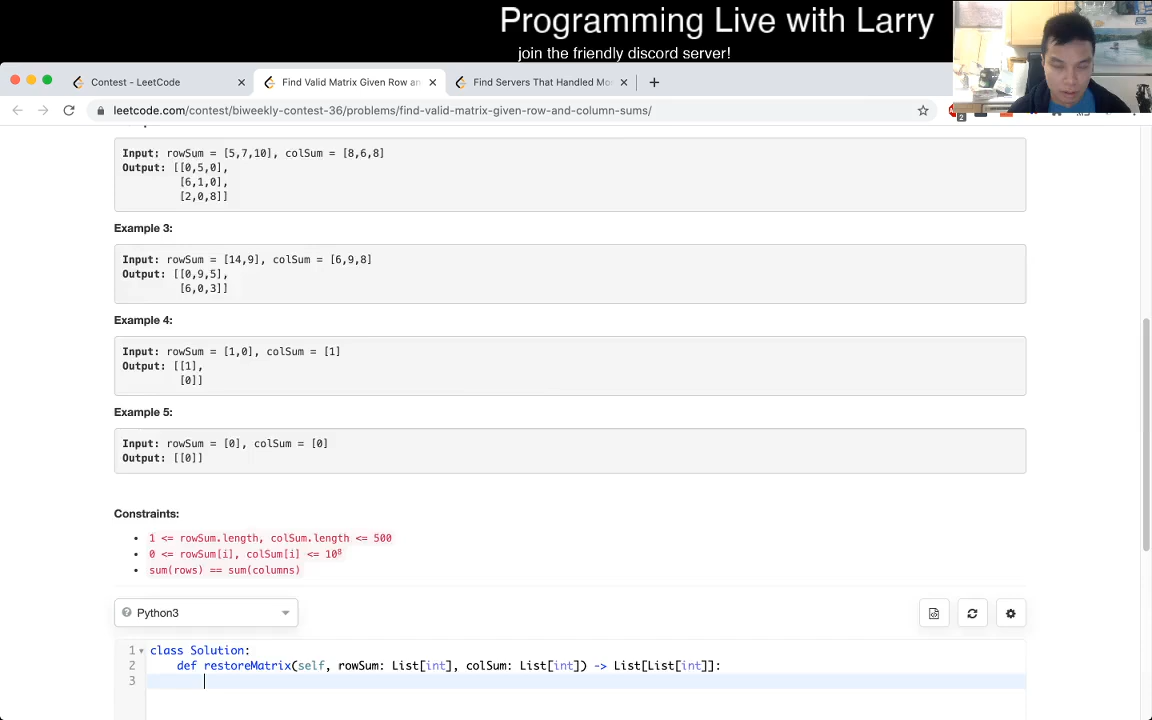 Programming Live with Larry
join the friendly discord server!
Contest - LeetCode
Find Valid Matrix Given Row an
Find Servers That Handled Mo
leetcode.com/contest/biweekly-contest-36/problems/find-valid-matrix-given-row-and-column-sums/
2
Input: rowSum = [5,7,10], colSum = [8,6,8]
Output: [[0,5,0],
[6,1,0],
[2,0,8]]
Example 3:
Input: rowSum = [14,9], colSum = [6,9,8]
Output: [[0,9,5],
[6,0,3]]
Example 4:
Input: rowSum = [1,0], colSum = [1]
Output: [[1],
[0]]
Example 5:
Input: rowSum = [0], colSum = [0]
Output: [[0]]
Constraints:
• 1 <= rowSum.length, colSum.length <= 500
• 0 <= rowSum[i], colSum[i] <= 10⁸
• sum(rows) == sum(columns)
Python3
1 class Solution:
2 def restoreMatrix(self, rowSum: List[int], colSum: List[int]) -> List[List[int]]:
3